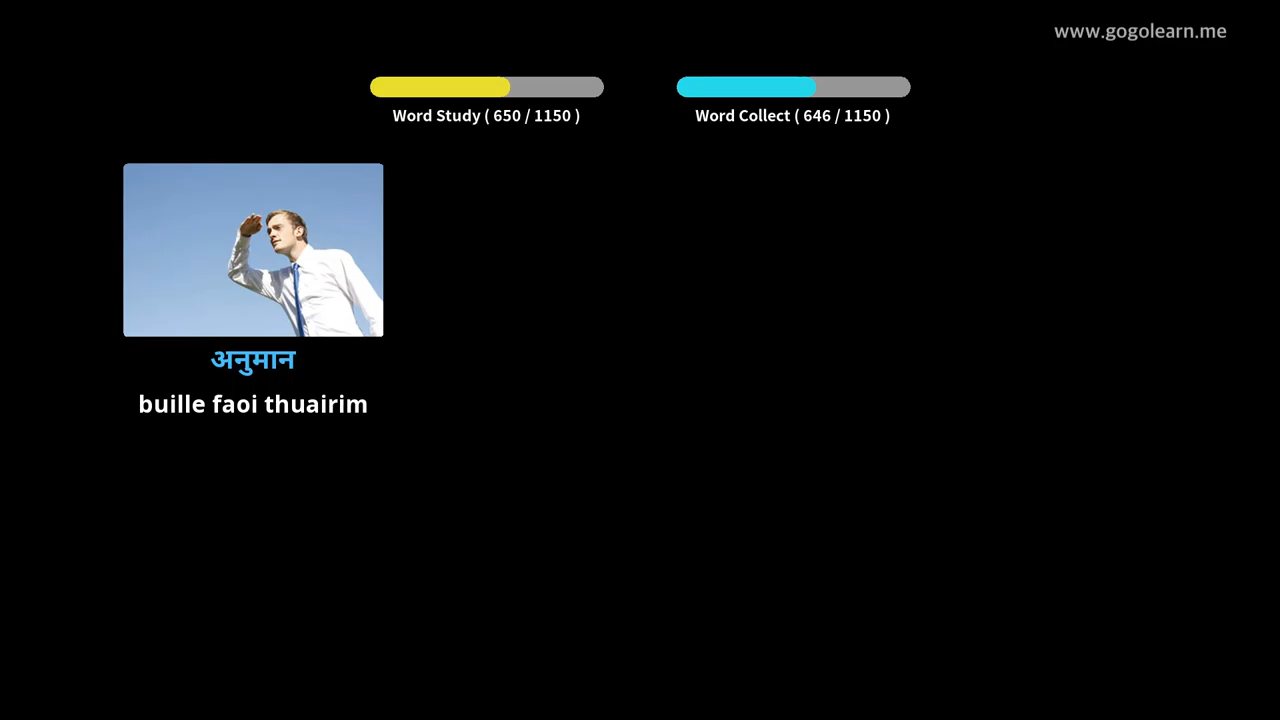 www.gogolearn.me
Word Study ( 650 / 1150 )
Word Collect ( 646 / 1150 )
अनुमान
buille faoi thuairim